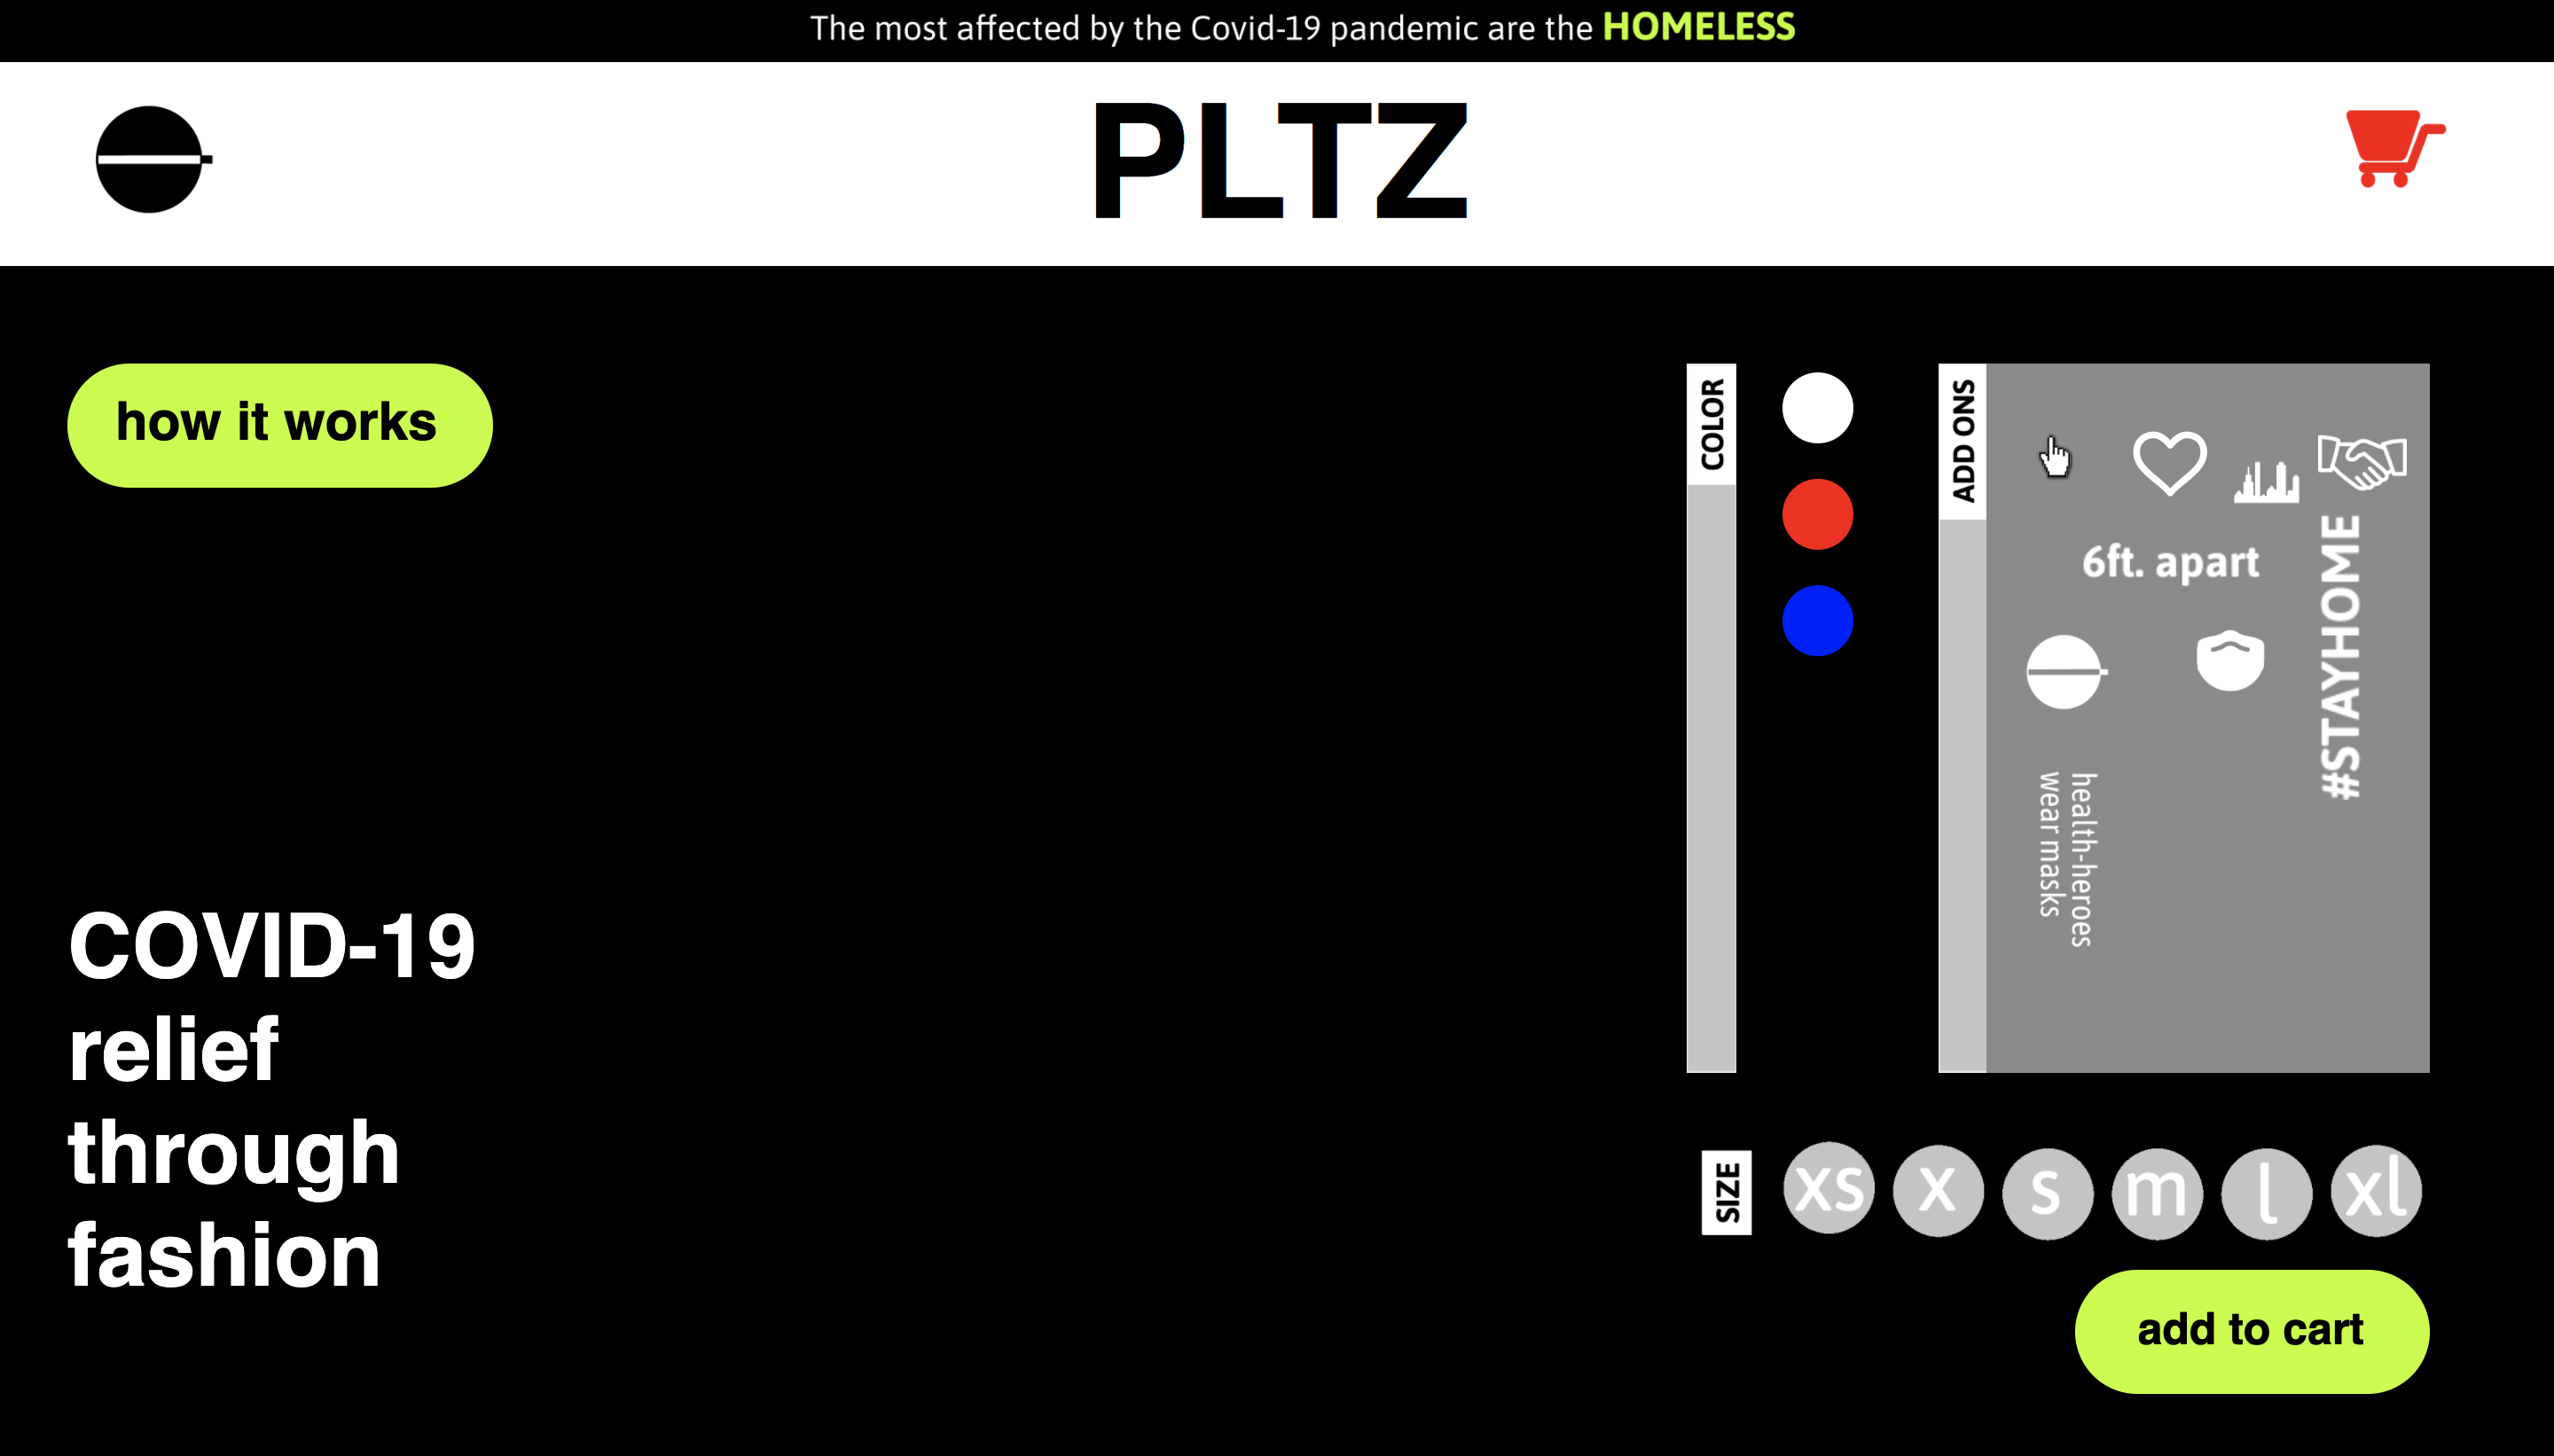 The most affected by the Covid-19 pandemic are the HOMELESS
PLTZ
how it works
COVID-19
relief
through
fashion
COLOR
ADD ONS
6ft. apart
#STAYHOME
health-heroes
wear masks
SIZE
xs
x
s
m
l
xl
add to cart